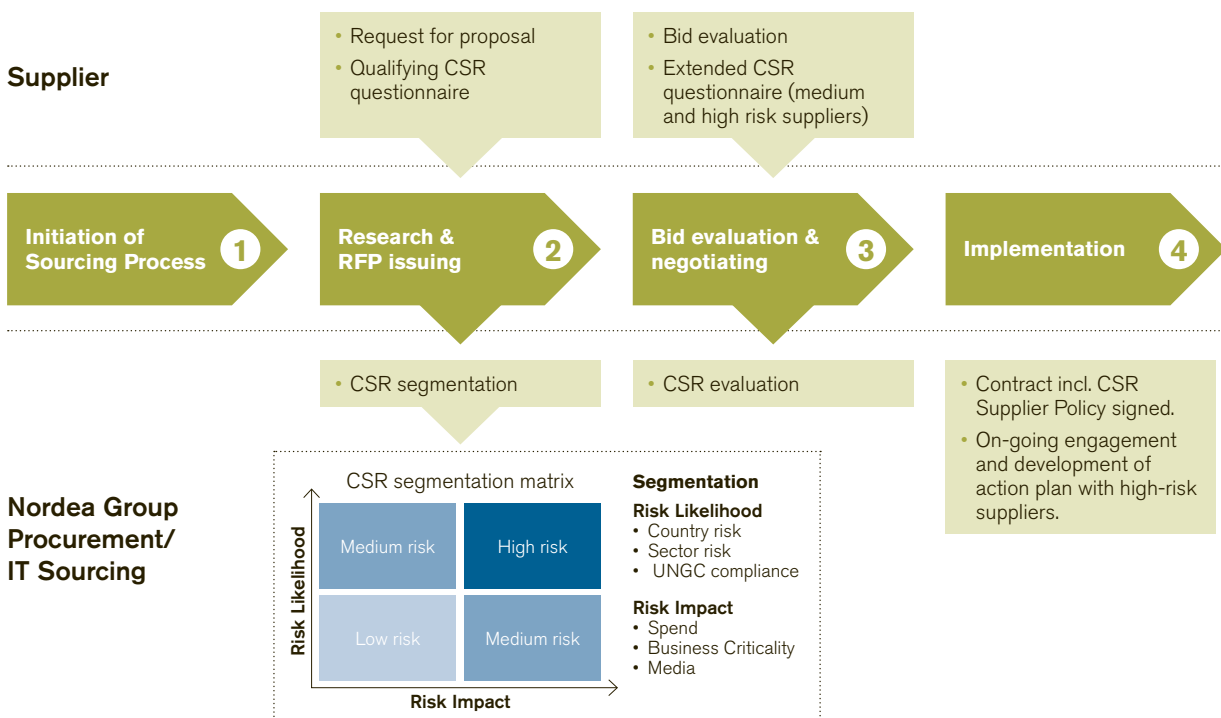 Supplier
• Request for proposal
• Qualifying CSR
questionnaire
• Bid evaluation
• Extended CSR
questionnaire (medium
and high risk suppliers)
Initiation of
Sourcing Process
1
Research &
RFP issuing
2
Bid evaluation &
negotiating
3
Implementation
4
Nordea Group
Procurement/
IT Sourcing
• CSR segmentation
• CSR evaluation
• Contract incl. CSR
Supplier Policy signed.
• On-going engagement
and development of
action plan with high-risk
suppliers.
CSR segmentation matrix
Risk Likelihood
Medium risk
High risk
Low risk
Medium risk
Risk Impact
Segmentation
Risk Likelihood
• Country risk
• Sector risk
• UNGC compliance
Risk Impact
• Spend
• Business Criticality
• Media